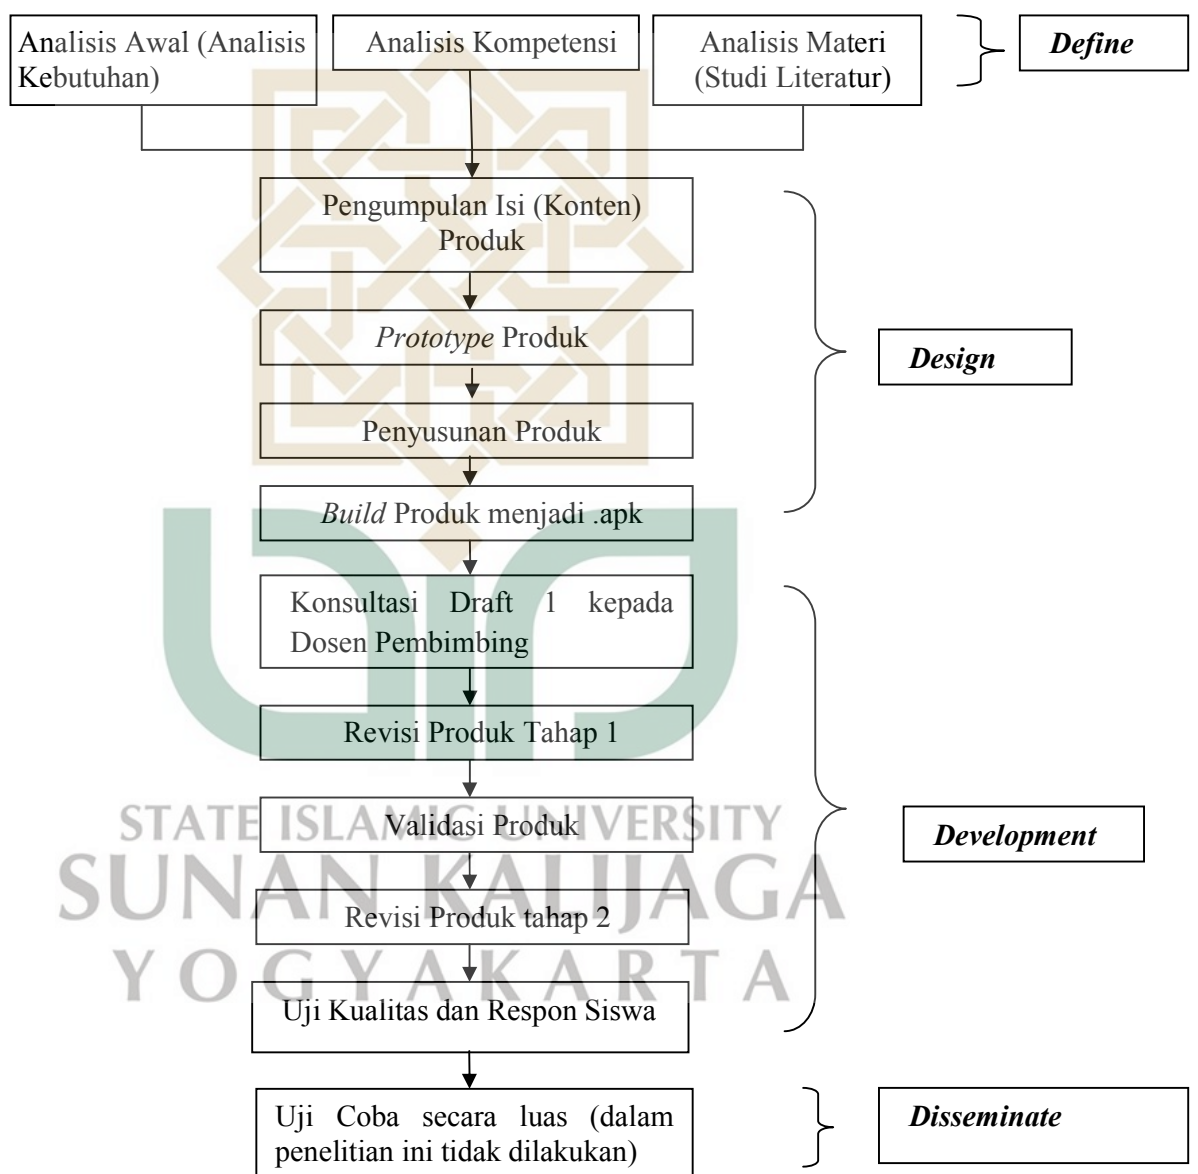 Analisis Awal (Analisis
Kebutuhan)
Analisis Kompetensi
Analisis Materi
(Studi Literatur)
Define
Pengumpulan Isi (Konten)
Produk
Prototype Produk
Design
Penyusunan Produk
Build Produk menjadi .apk
Konsultasi Draft 1 kepada
Dosen Pembimbing
Revisi Produk Tahap 1
Validasi Produk
Development
Revisi Produk tahap 2
Uji Kualitas dan Respon Siswa
Uji Coba secara luas (dalam
penelitian ini tidak dilakukan)
Disseminate
STATE ISLAMIC UNIVERSITY
SUNAN KALIJAGA
YOGYAKARTA